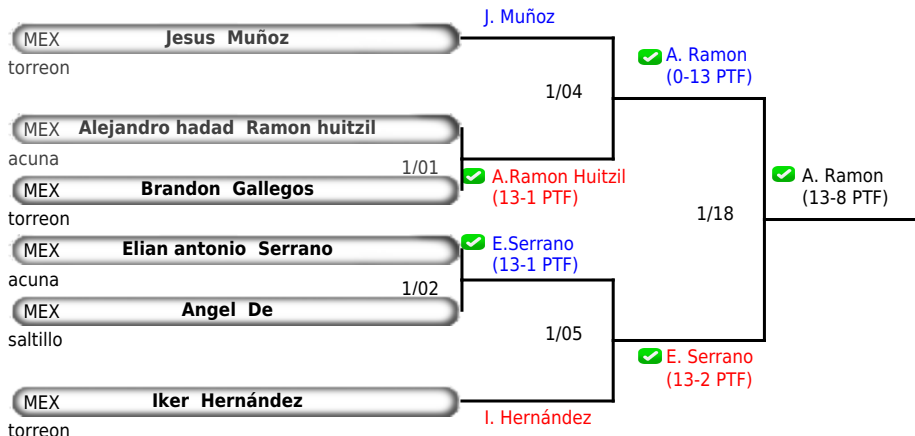 J. Muñoz
MEX Jesus Muñoz
torreon
A. Ramon
(0-13 PTF)
1/04
MEX Alejandro hadad Ramon huitzil
acuna
1/01
A.Ramon Huitzil
(13-1 PTF)
MEX Brandon Gallegos
torreon
A. Ramon
(13-8 PTF)
1/18
MEX Elian antonio Serrano
acuna
E.Serrano
(13-1 PTF)
1/02
MEX Angel De
saltillo
1/05
E. Serrano
(13-2 PTF)
MEX Iker Hernández
torreon
I. Hernández